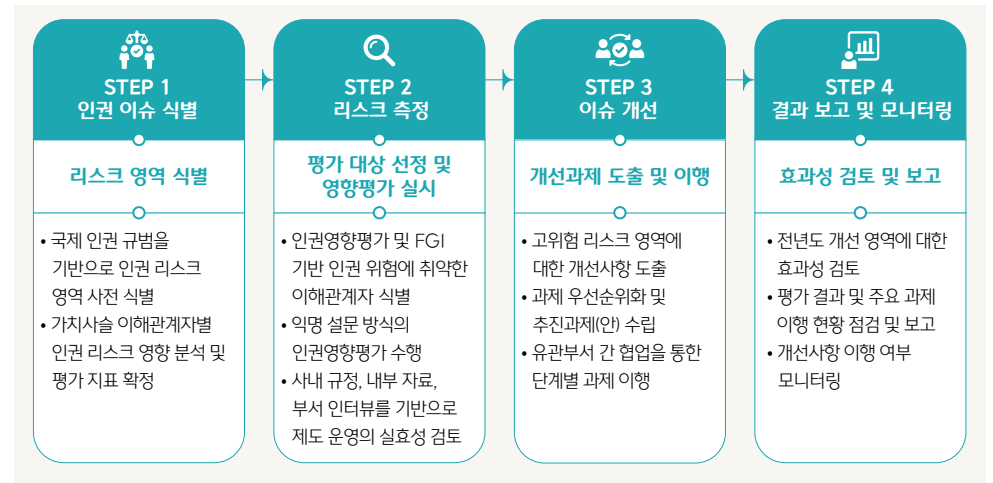 STEP 1
인권 이슈 식별
리스크 영역 식별
• 국제 인권 규범을
기반으로 인권 리스크
영역 사전 식별
• 가치사슬 이해관계자별
인권 리스크 영향 분석 및
평가 지표 확정
STEP 2
리스크 측정
평가 대상 선정 및
영향평가 실시
• 인권영향평가 및 FGI
기반 인권 위험에 취약한
이해관계자 식별
• 익명 설문 방식의
인권영향평가 수행
• 사내 규정, 내부 자료,
부서 인터뷰를 기반으로
제도 운영의 실효성 검토
STEP 3
이슈 개선
개선과제 도출 및 이행
• 고위험 리스크 영역에
대한 개선사항 도출
• 과제 우선순위화 및
추진과제(안) 수립
• 유관부서 간 협업을 통한
단계별 과제 이행
STEP 4
결과 보고 및 모니터링
효과성 검토 및 보고
• 전년도 개선 영역에 대한
효과성 검토
• 평가 결과 및 주요 과제
이행 현황 점검 및 보고
• 개선사항 이행 여부
모니터링